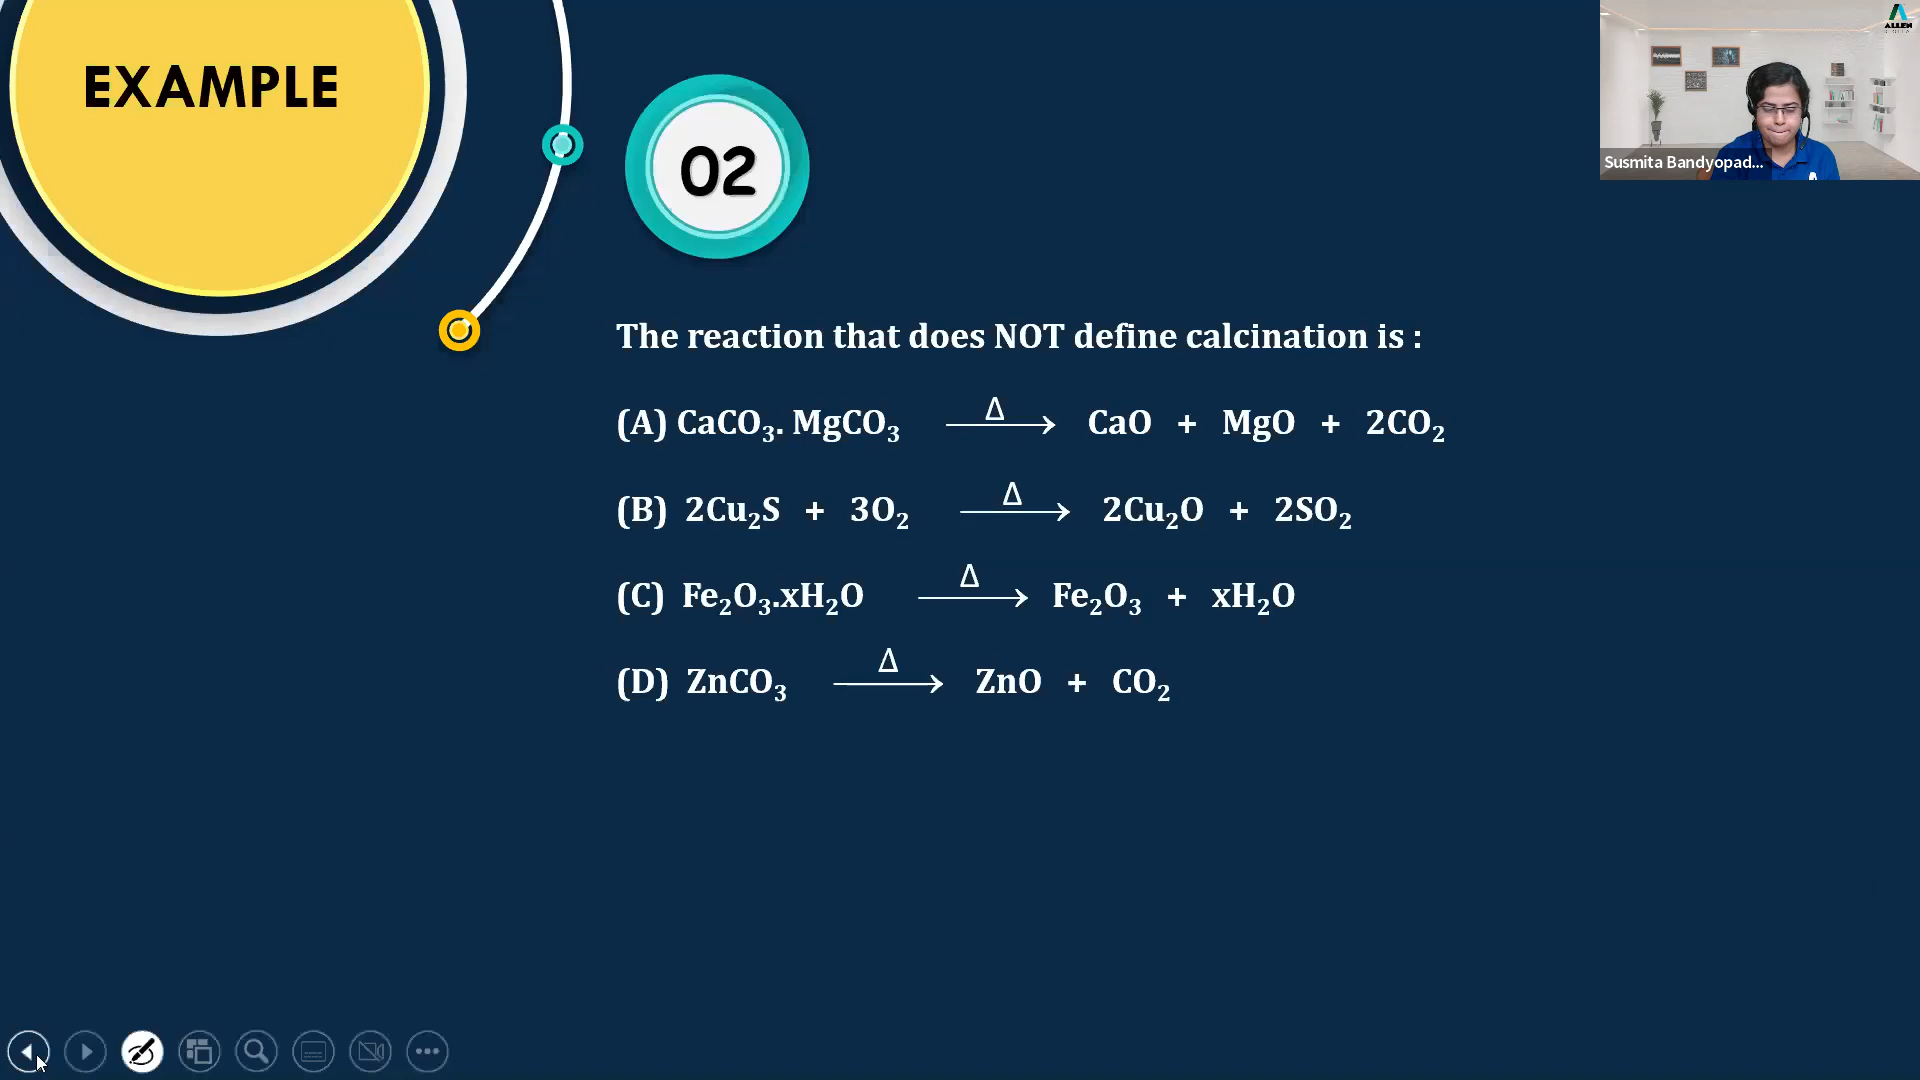 EXAMPLE
02
ALLEN
Susmita Bandyopad...
The reaction that does NOT define calcination is :
(A) CaCO₃. MgCO₃ —Δ→ CaO + MgO + 2CO₂
(B) 2Cu₂S + 3O₂ —Δ→ 2Cu₂O + 2SO₂
(C) Fe₂O₃.xH₂O —Δ→ Fe₂O₃ + xH₂O
(D) ZnCO₃ —Δ→ ZnO + CO₂